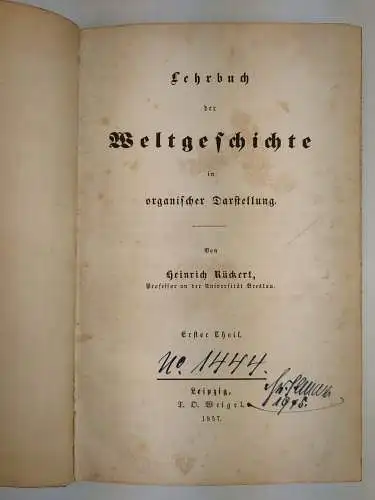 Lehrbuch
der
Weltgeschichte
in
organischer Darstellung.
Von
Heinrich Rückert,
Professor an der Universität Breslau.
Erster Theil.
No. 1444.
Leipzig,
T. O. Weigel.
1857.
1975.